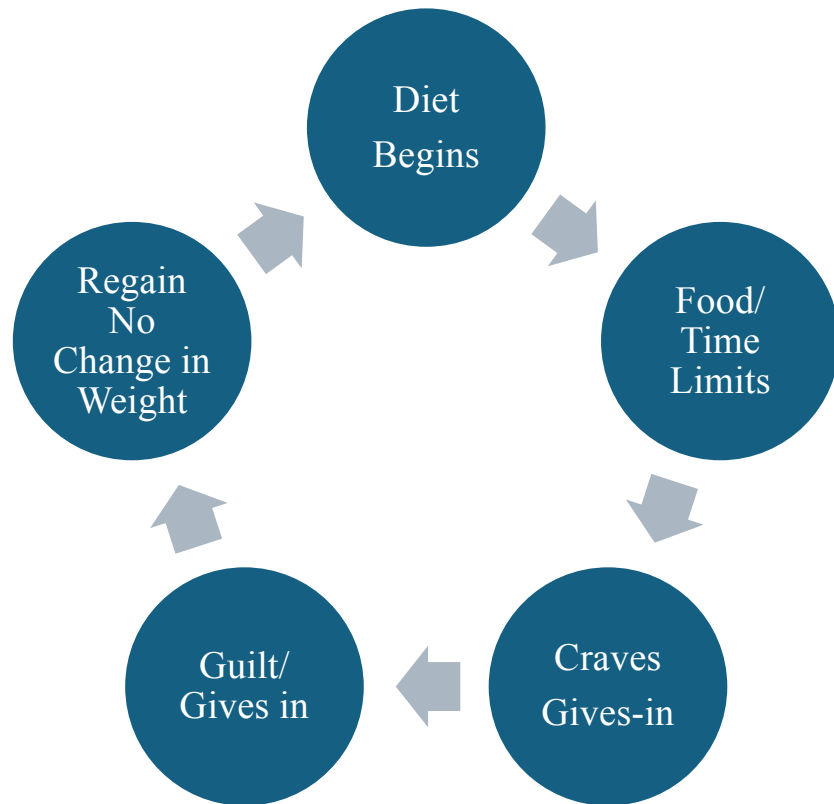 Diet
Begins
Food/
Time
Limits
Craves
Gives-in
Guilt/
Gives in
Regain
No
Change in
Weight